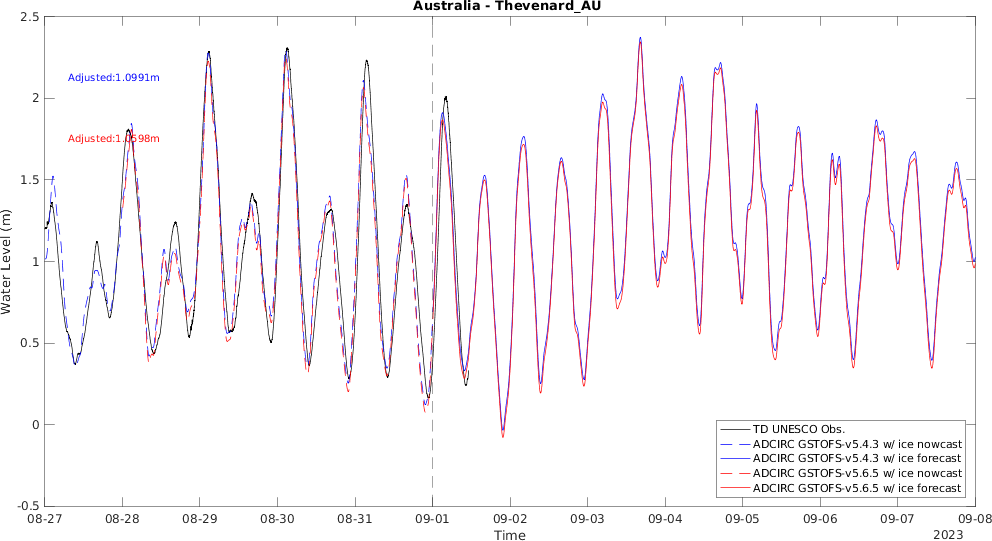 Australia - Thevenard_AU
2.5
Adjusted:1.0991m
2
Adjusted:1.0598m
1.5
Water Level (m)
1
0.5
0
-0.5
TD UNESCO Obs.
ADCIRC GSTOFS-v5.4.3 w/ ice nowcast
ADCIRC GSTOFS-v5.4.3 w/ ice forecast
ADCIRC GSTOFS-v5.6.5 w/ ice nowcast
ADCIRC GSTOFS-v5.6.5 w/ ice forecast
08-27 08-28 08-29 08-30 08-31 09-01 09-02 09-03 09-04 09-05 09-06 09-07 09-08
Time
2023